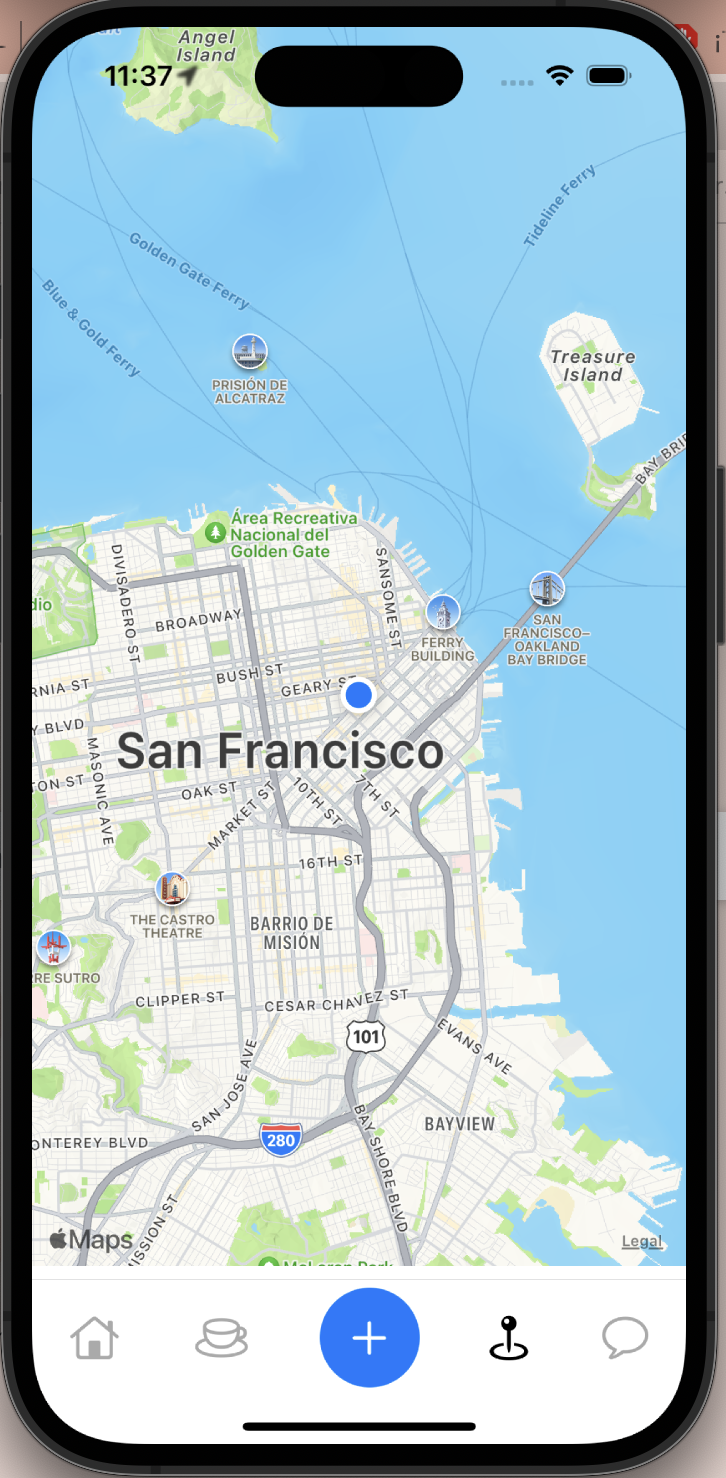 Angel
Island
11:37
Tideline Ferry
Golden Gate Ferry
Blue & Gold Ferry
Treasure
Island
PRISIÓN DE
ALCATRAZ
BAY BRI
Área Recreativa
Nacional del
Golden Gate
DIVISADERO ST
SANSOME ST
dio
BROADWAY
FERRY
BUILDING
SAN
FRANCISCO–
OAKLAND
BAY BRIDGE
BUSH ST
GEARY ST
RNIA ST
Y BLVD
San Francisco
MASONIC AVE
TON ST
OAK ST
MARKET ST
10TH ST
7TH ST
16TH ST
THE CASTRO
THEATRE
BARRIO DE
MISIÓN
RRE SUTRO
CLIPPER ST
CESAR CHAVEZ ST
101
EVANS AVE
SAN JOSE AVE
BAYVIEW
ONTEREY BLVD
280
BAY SHORE BLVD
ISSION ST
Maps
Legal
McLaren Park